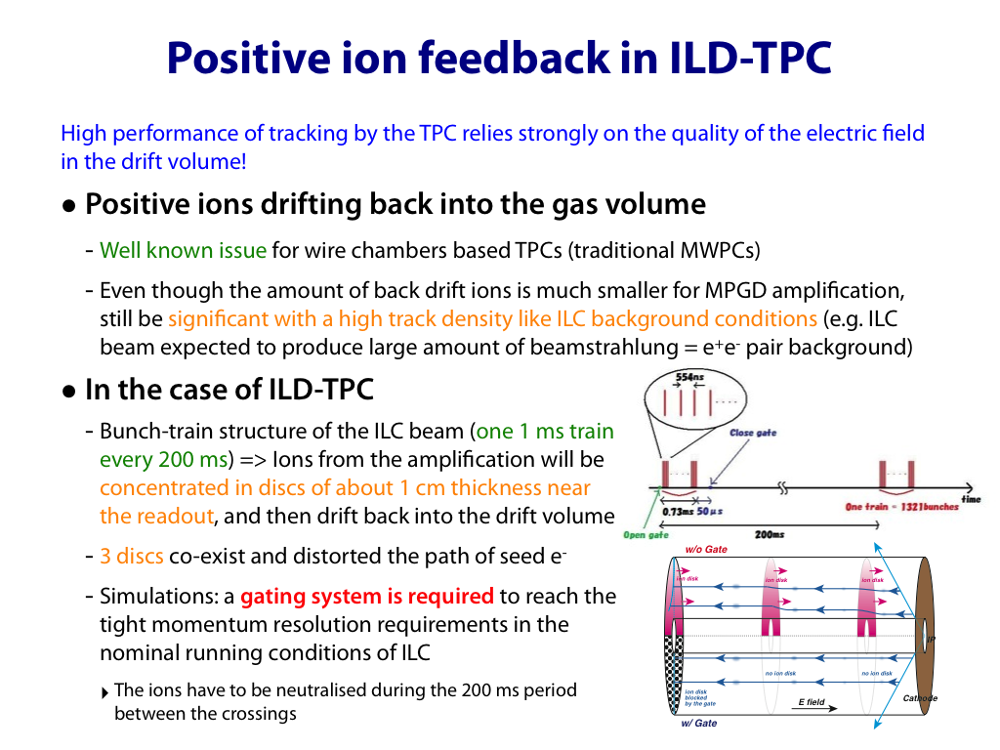 Positive ion feedback in ILD-TPC
High performance of tracking by the TPC relies strongly on the quality of the electric field
in the drift volume!
● Positive ions drifting back into the gas volume
- Well known issue for wire chambers based TPCs (traditional MWPCs)
- Even though the amount of back drift ions is much smaller for MPGD amplification,
still be significant with a high track density like ILC background conditions (e.g. ILC
beam expected to produce large amount of beamstrahlung = e⁺e⁻ pair background)
● In the case of ILD-TPC
- Bunch-train structure of the ILC beam (one 1 ms train
every 200 ms) => Ions from the amplification will be
concentrated in discs of about 1 cm thickness near
the readout, and then drift back into the drift volume
- 3 discs co-exist and distorted the path of seed e⁻
- Simulations: a gating system is required to reach the
tight momentum resolution requirements in the
nominal running conditions of ILC
‣ The ions have to be neutralised during the 200 ms period
between the crossings
554ns
Close gate
time
0.73ms 50μs
One train = 1321bunches
Open gate
200ms
w/o Gate
ion disk
ion disk
ion disk
IP
no ion disk
no ion disk
ion disk
blocked
by the gate
E field
Cathode
w/ Gate